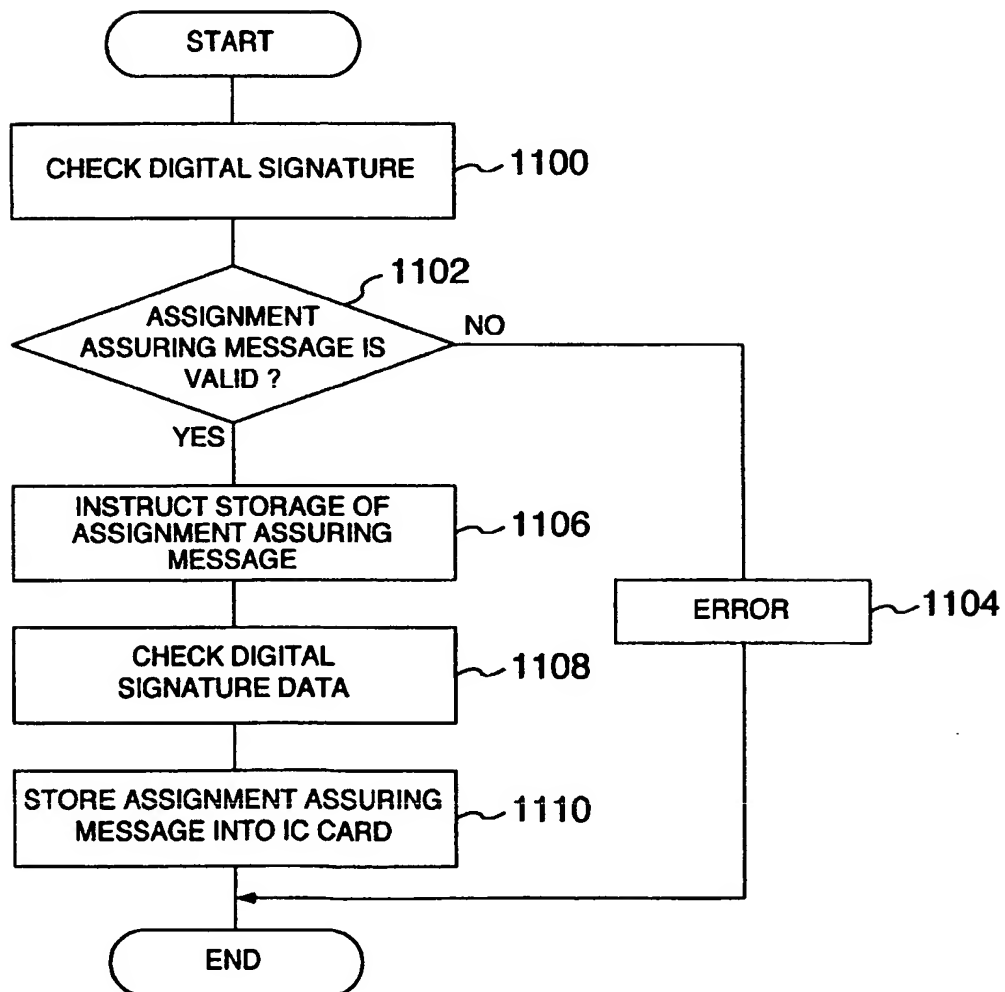 START
CHECK DIGITAL SIGNATURE
1100
1102
ASSIGNMENT
ASSURING MESSAGE IS
VALID ?
NO
YES
INSTRUCT STORAGE OF
ASSIGNMENT ASSURING
MESSAGE
1106
ERROR
1104
CHECK DIGITAL
SIGNATURE DATA
1108
STORE ASSIGNMENT ASSURING
MESSAGE INTO IC CARD
1110
END